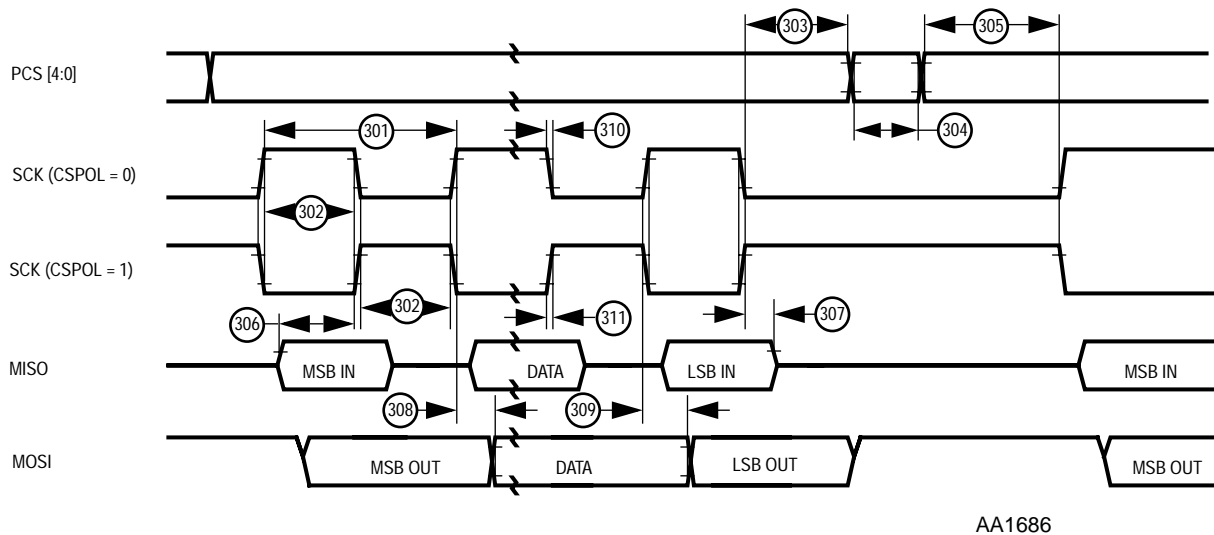 303
305
PCS [4:0]
301
310
304
SCK (CSPOL = 0)
302
SCK (CSPOL = 1)
306
302
311
307
MISO
MSB IN
DATA
LSB IN
MSB IN
308
309
MOSI
MSB OUT
DATA
LSB OUT
MSB OUT
AA1686